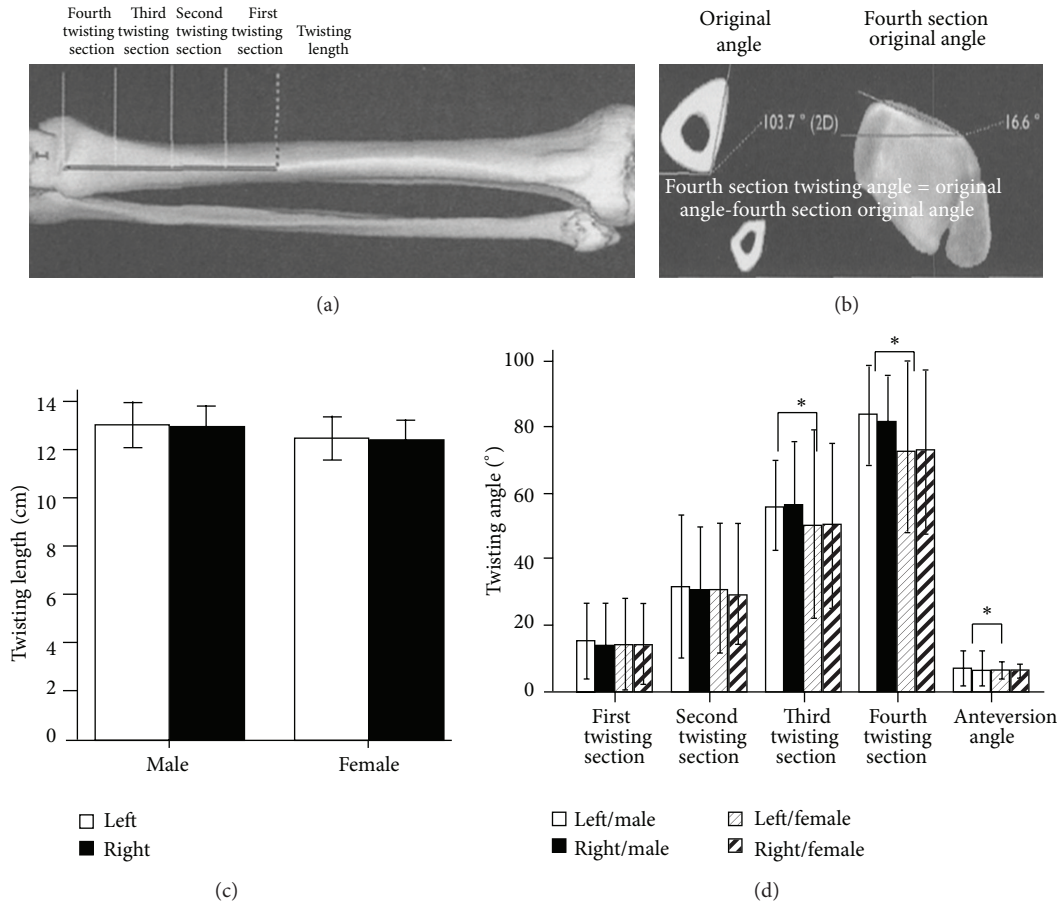 Fourth twisting section
Third twisting section
Second twisting section
First twisting section
Twisting length
(a)
Original angle
Fourth section original angle
103.7 ° (2D)
16.6 °
Fourth section twisting angle = original
angle-fourth section original angle
(b)
Twisting length (cm)
14
12
10
12
8
6
4
2
0
Male
Female
Left
Right
(c)
Twisting angle (°)
100
80
60
40
20
0
*
*
*
First twisting section
Second twisting section
Third twisting section
Fourth twisting section
Anteversion angle
Left/male
Right/male
Left/female
Right/female
(d)